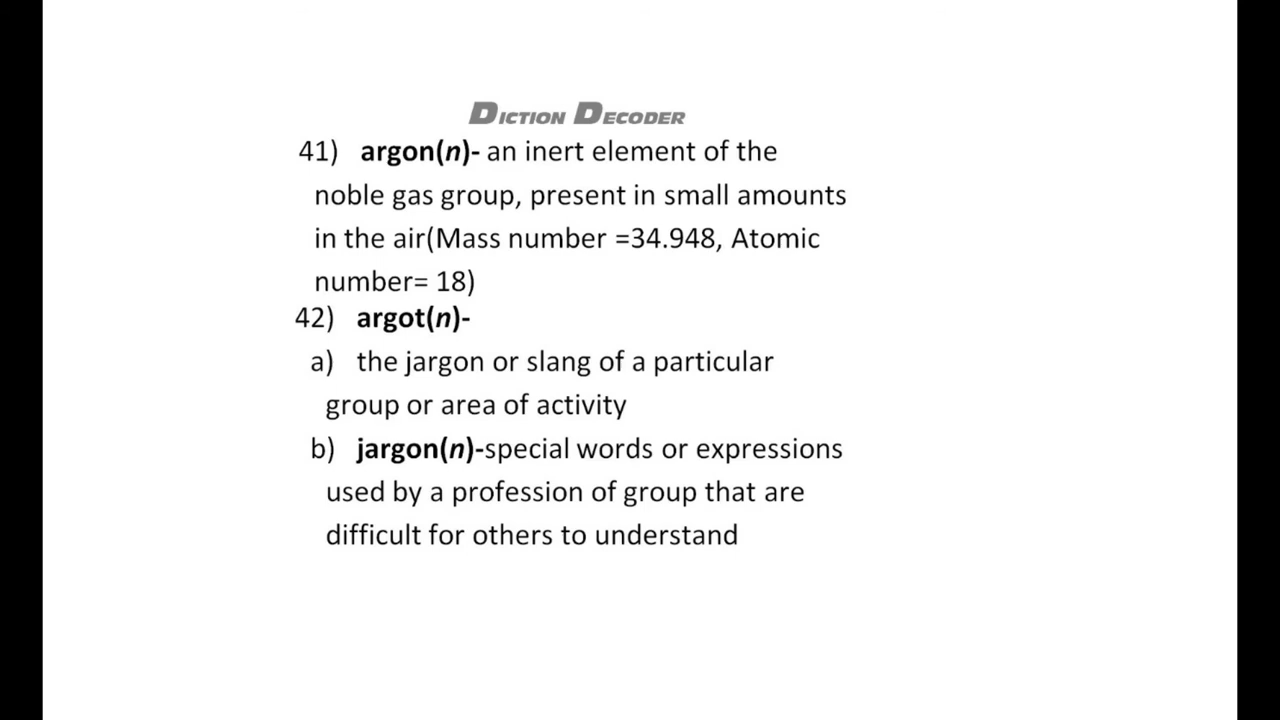 DICTION DECODER
41) argon(n)- an inert element of the
noble gas group, present in small amounts
in the air(Mass number =34.948, Atomic
number= 18)
42) argot(n)-
a) the jargon or slang of a particular
group or area of activity
b) jargon(n)-special words or expressions
used by a profession of group that are
difficult for others to understand